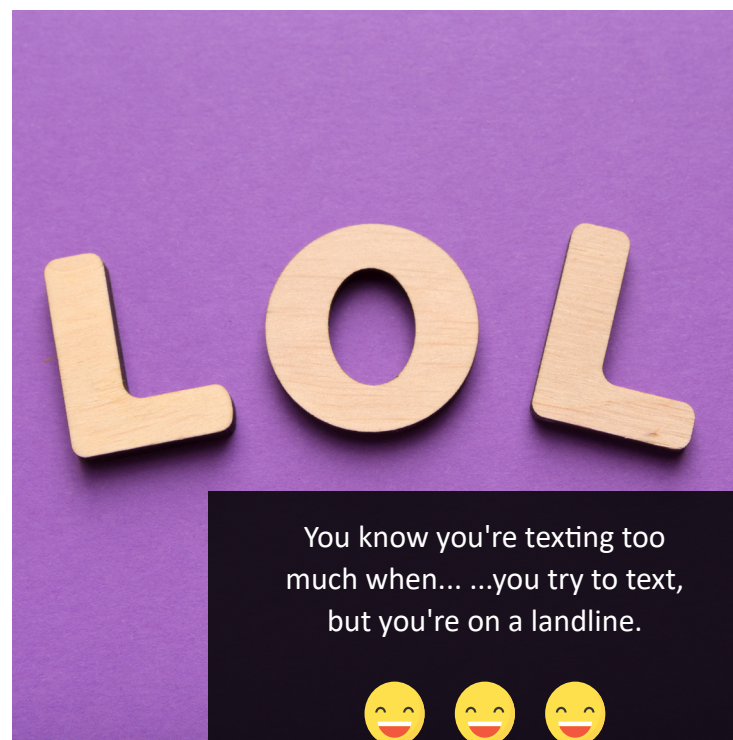 LOL
You know you're texting too
much when... ...you try to text,
but you're on a landline.